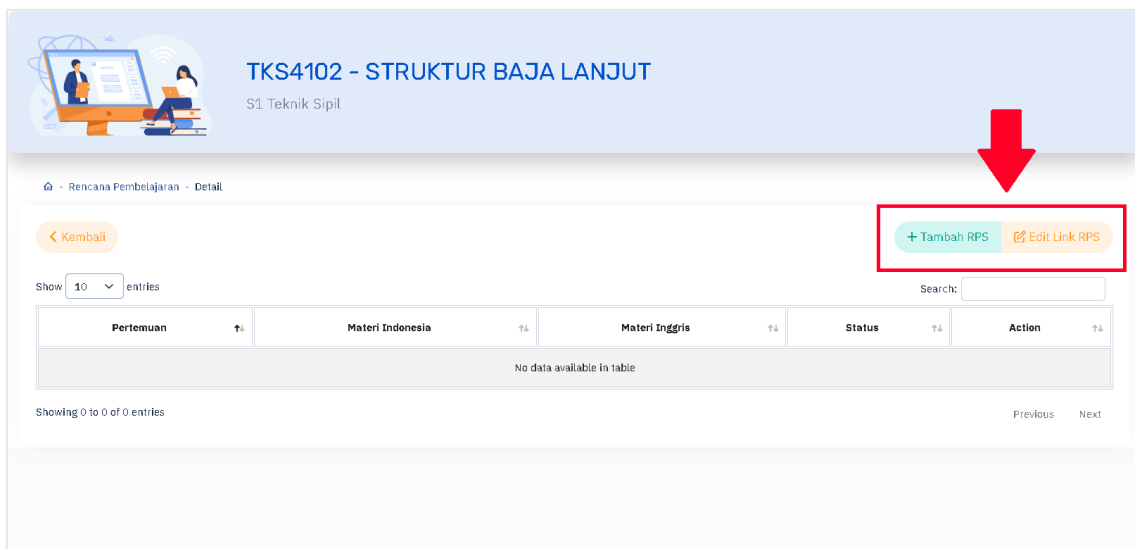 TKS4102 - STRUKTUR BAJA LANJUT
S1 Teknik Sipil
- Rencana Pembelajaran - Detail
Kembali
+ Tambah RPS Edit Link RPS
Show 10 entries
Search:
Pertemuan Materi Indonesia Materi Inggris Status Action
No data available in table
Showing 0 to 0 of 0 entries
Previous Next